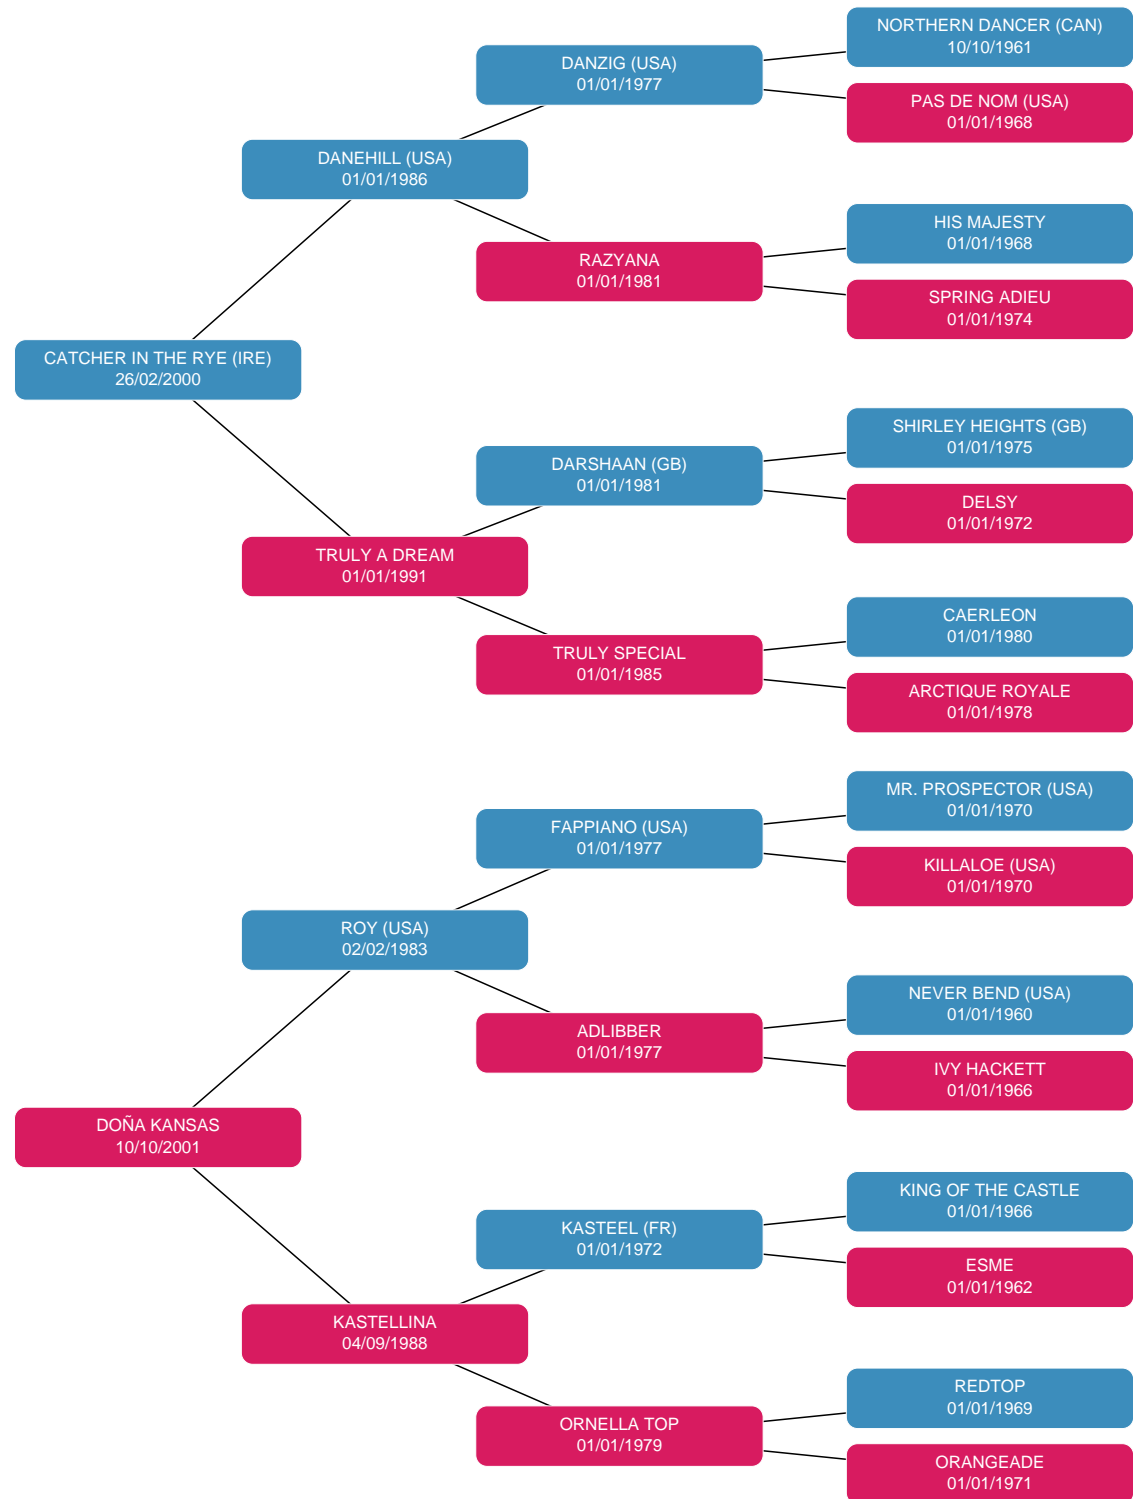 NORTHERN DANCER (CAN)
10/10/1961
DANZIG (USA)
01/01/1977
PAS DE NOM (USA)
01/01/1968
DANEHILL (USA)
01/01/1986
HIS MAJESTY
01/01/1968
RAZYANA
01/01/1981
SPRING ADIEU
01/01/1974
CATCHER IN THE RYE (IRE)
26/02/2000
SHIRLEY HEIGHTS (GB)
01/01/1975
DARSHAAN (GB)
01/01/1981
DELSY
01/01/1972
TRULY A DREAM
01/01/1991
CAERLEON
01/01/1980
TRULY SPECIAL
01/01/1985
ARCTIQUE ROYALE
01/01/1978
MR. PROSPECTOR (USA)
01/01/1970
FAPPIANO (USA)
01/01/1977
KILLALOE (USA)
01/01/1970
ROY (USA)
02/02/1983
NEVER BEND (USA)
01/01/1960
ADLIBBER
01/01/1977
IVY HACKETT
01/01/1966
DOÑA KANSAS
10/10/2001
KING OF THE CASTLE
01/01/1966
KASTEEL (FR)
01/01/1972
ESME
01/01/1962
KASTELLINA
04/09/1988
REDTOP
01/01/1969
ORNELLA TOP
01/01/1979
ORANGEADE
01/01/1971